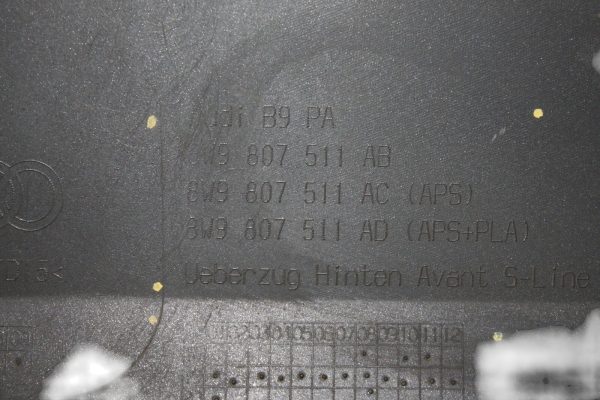 Audi B9 PA
8W9 807 511 AB
8W9 807 511 AC (APS)
8W9 807 511 AD (APS+PLA)
Ueberzug Hinten Avant S-Line